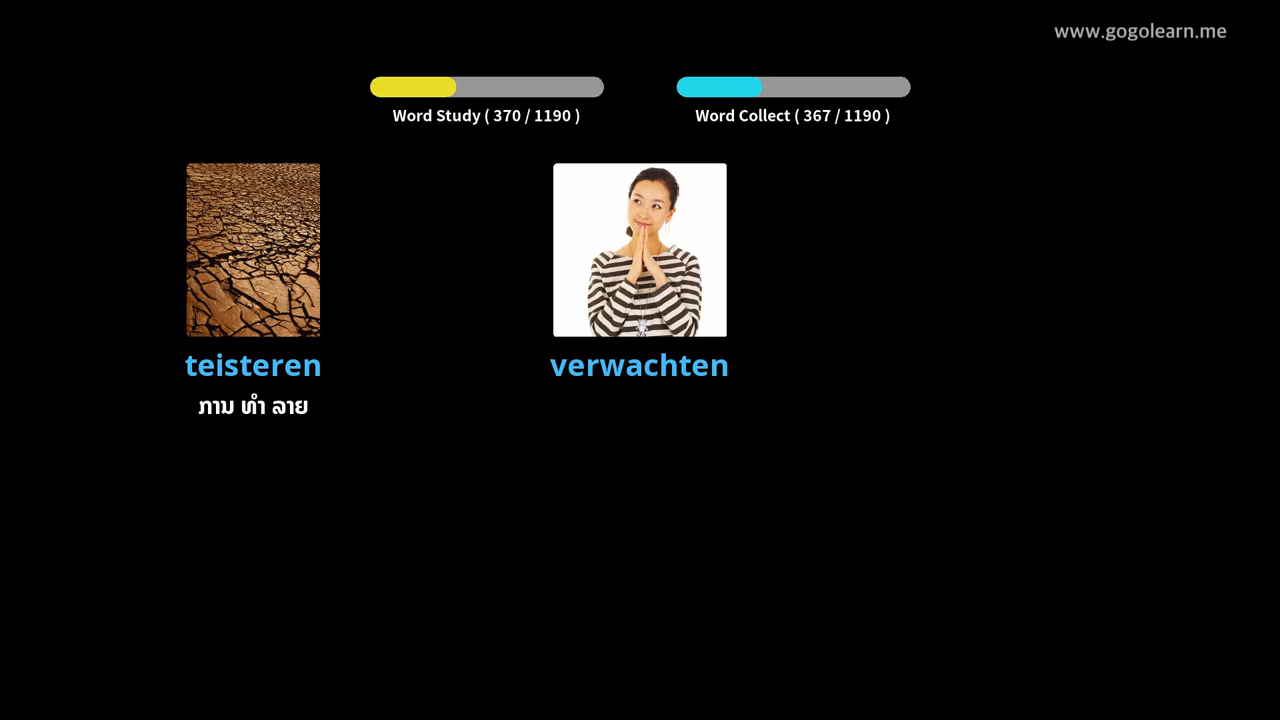 www.gogolearn.me
Word Study ( 370 / 1190 )
Word Collect ( 367 / 1190 )
teisteren
verwachten
ການ ທໍາ ລາຍ